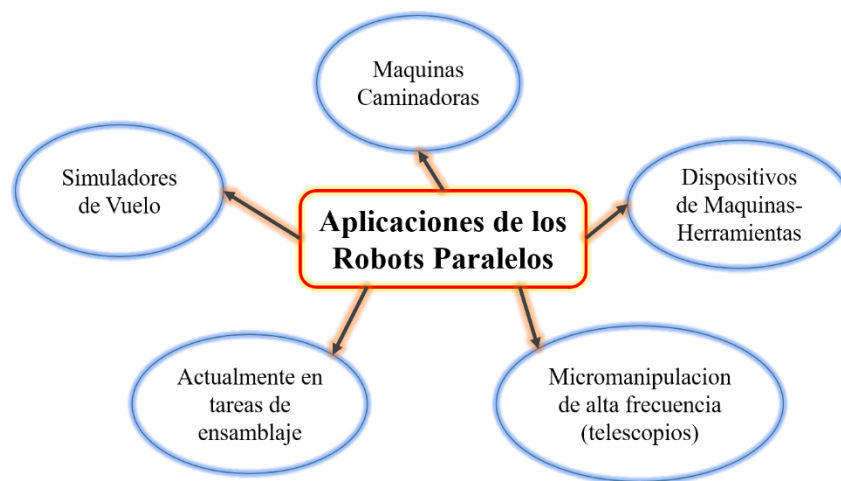 Maquinas
Caminadoras
Simuladores
de Vuelo
Dispositivos
de Maquinas-
Herramientas
Aplicaciones de los
Robots Paralelos
Actualmente en
tareas de
ensamblaje
Micromanipulacion
de alta frecuencia
(telescopios)